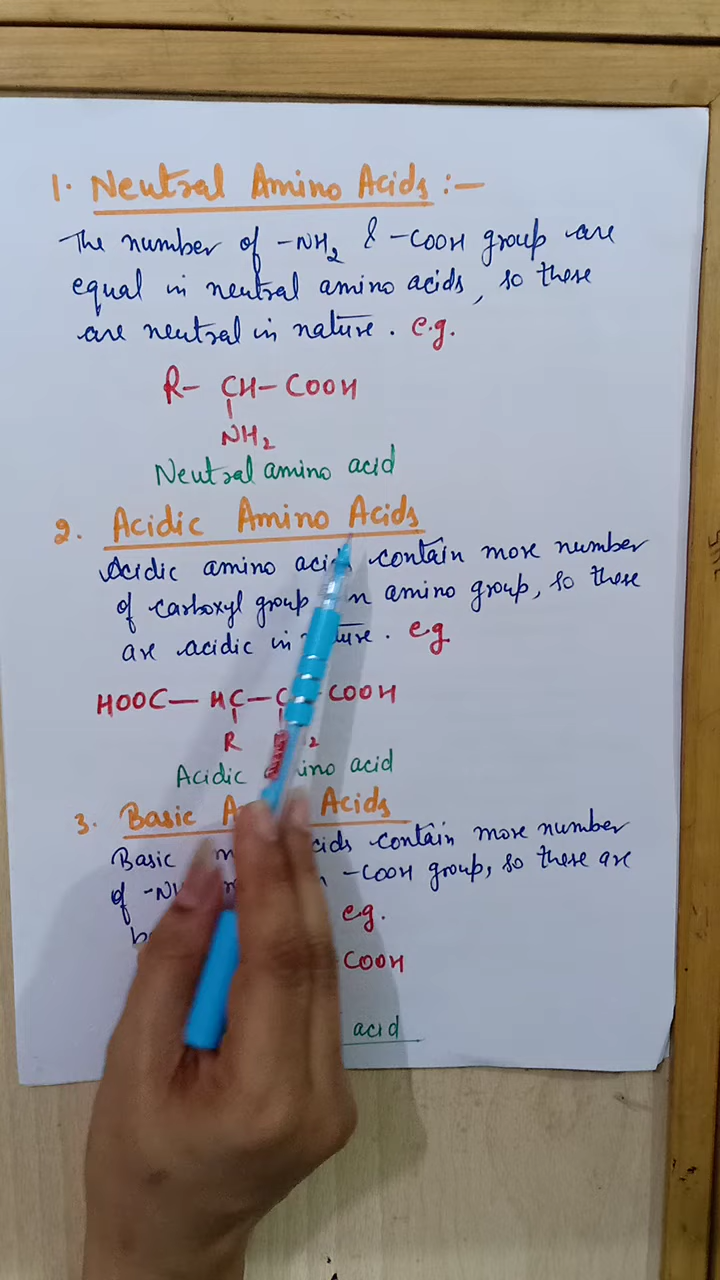 1. Neutral Amino Acids :-
The number of -NH2 & -COOH group are
equal in neutral amino acids, so these
are neutral in nature. e.g.
R- CH- COOH
NH2
Neutral amino acid
2. Acidic Amino Acids
Acidic amino contain more number
of carboxyl group amino group, so these
are acidic in . e.g
HOOC- HC- COOH
R
Acidic acid
3. Basic Acids
Basic contain more number
of -COOH group, so there are
e.g.
COOH
acid